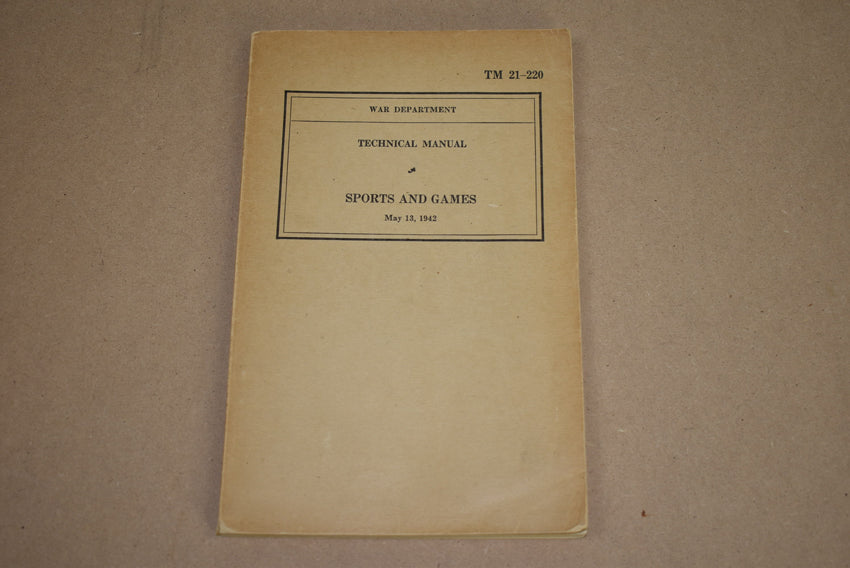 TM 21–220
WAR DEPARTMENT
TECHNICAL MANUAL
SPORTS AND GAMES
May 13, 1942